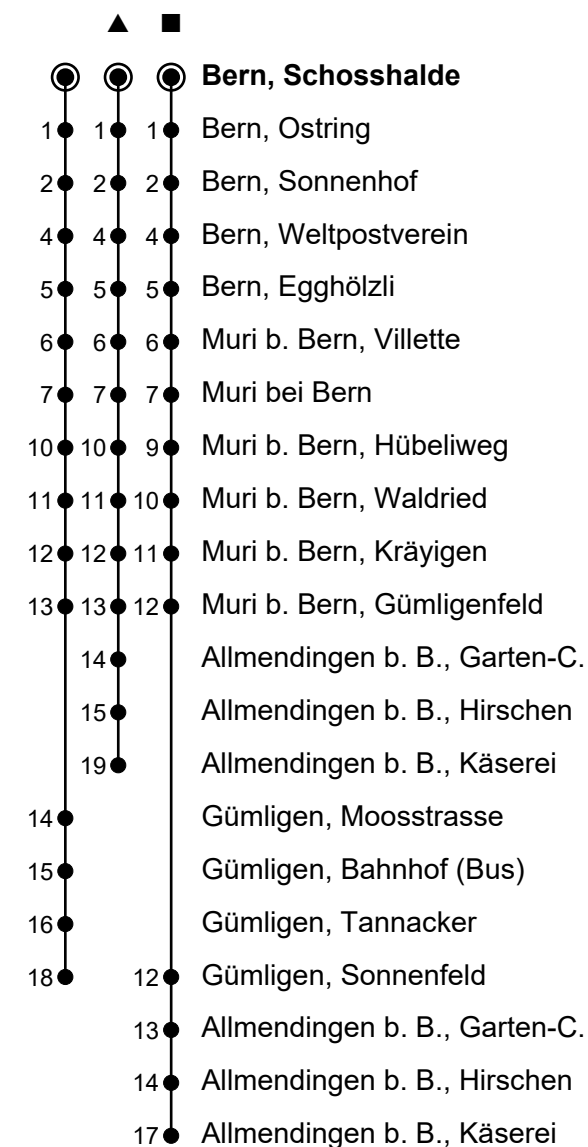 ▲ ■
Bern, Schosshalde
1 1 1 Bern, Ostring
2 2 2 Bern, Sonnenhof
4 4 4 Bern, Weltpostverein
5 5 5 Bern, Egghölzli
6 6 6 Muri b. Bern, Villette
7 7 7 Muri bei Bern
10 10 9 Muri b. Bern, Hübeliweg
11 11 10 Muri b. Bern, Waldried
12 12 11 Muri b. Bern, Kräyigen
13 13 12 Muri b. Bern, Gümligenfeld
14 Allmendingen b. B., Garten-C.
15 Allmendingen b. B., Hirschen
19 Allmendingen b. B., Käserei
14 Gümligen, Moosstrasse
15 Gümligen, Bahnhof (Bus)
16 Gümligen, Tannacker
18 12 Gümligen, Sonnenfeld
13 Allmendingen b. B., Garten-C.
14 Allmendingen b. B., Hirschen
17 Allmendingen b. B., Käserei